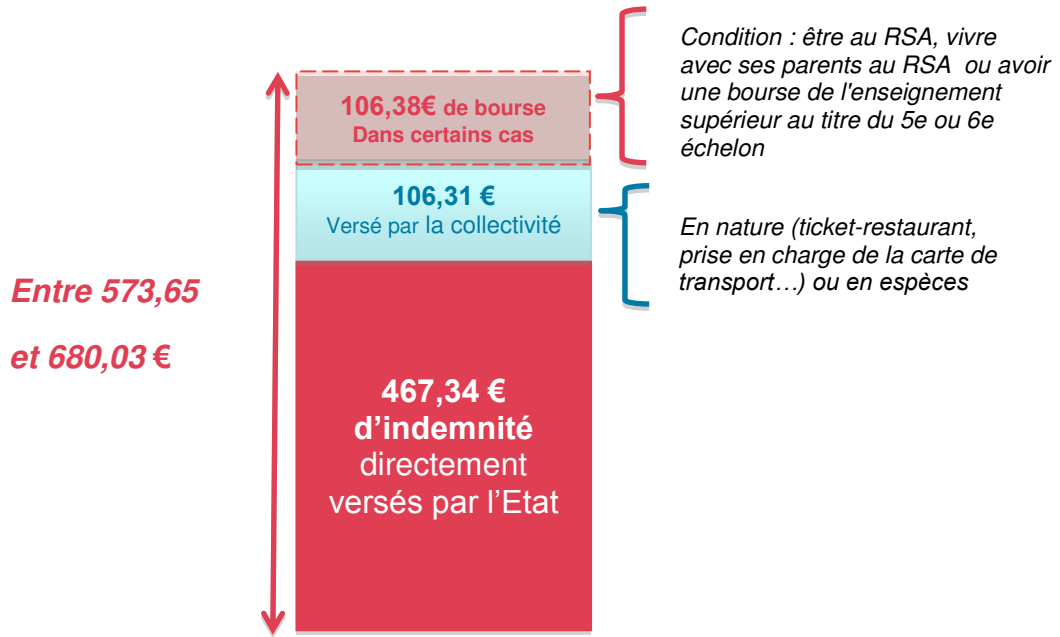 Condition : être au RSA, vivre
avec ses parents au RSA ou avoir
une bourse de l'enseignement
supérieur au titre du 5e ou 6e
échelon
106,38€ de bourse
Dans certains cas
106,31 €
Versé par la collectivité
En nature (ticket-restaurant,
prise en charge de la carte de
transport…) ou en espèces
Entre 573,65
et 680,03 €
467,34 €
d’indemnité
directement
versés par l’Etat